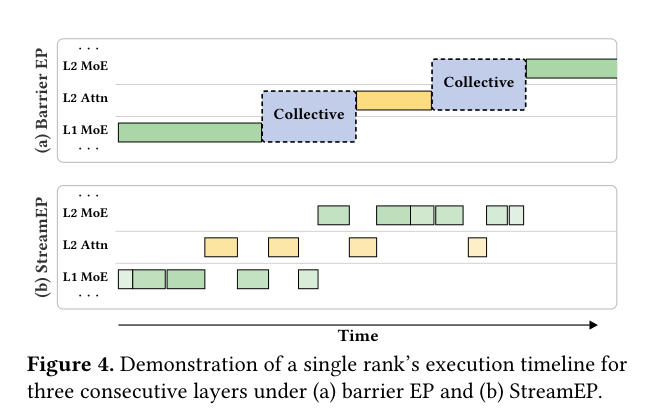 (a) Barrier EP
. . .
L2 MoE
L2 Attn
L1 MoE
. . .
Collective
Collective
(b) StreamEP
. . .
L2 MoE
L2 Attn
L1 MoE
. . .
Time
Figure 4. Demonstration of a single rank's execution timeline for
three consecutive layers under (a) barrier EP and (b) StreamEP.